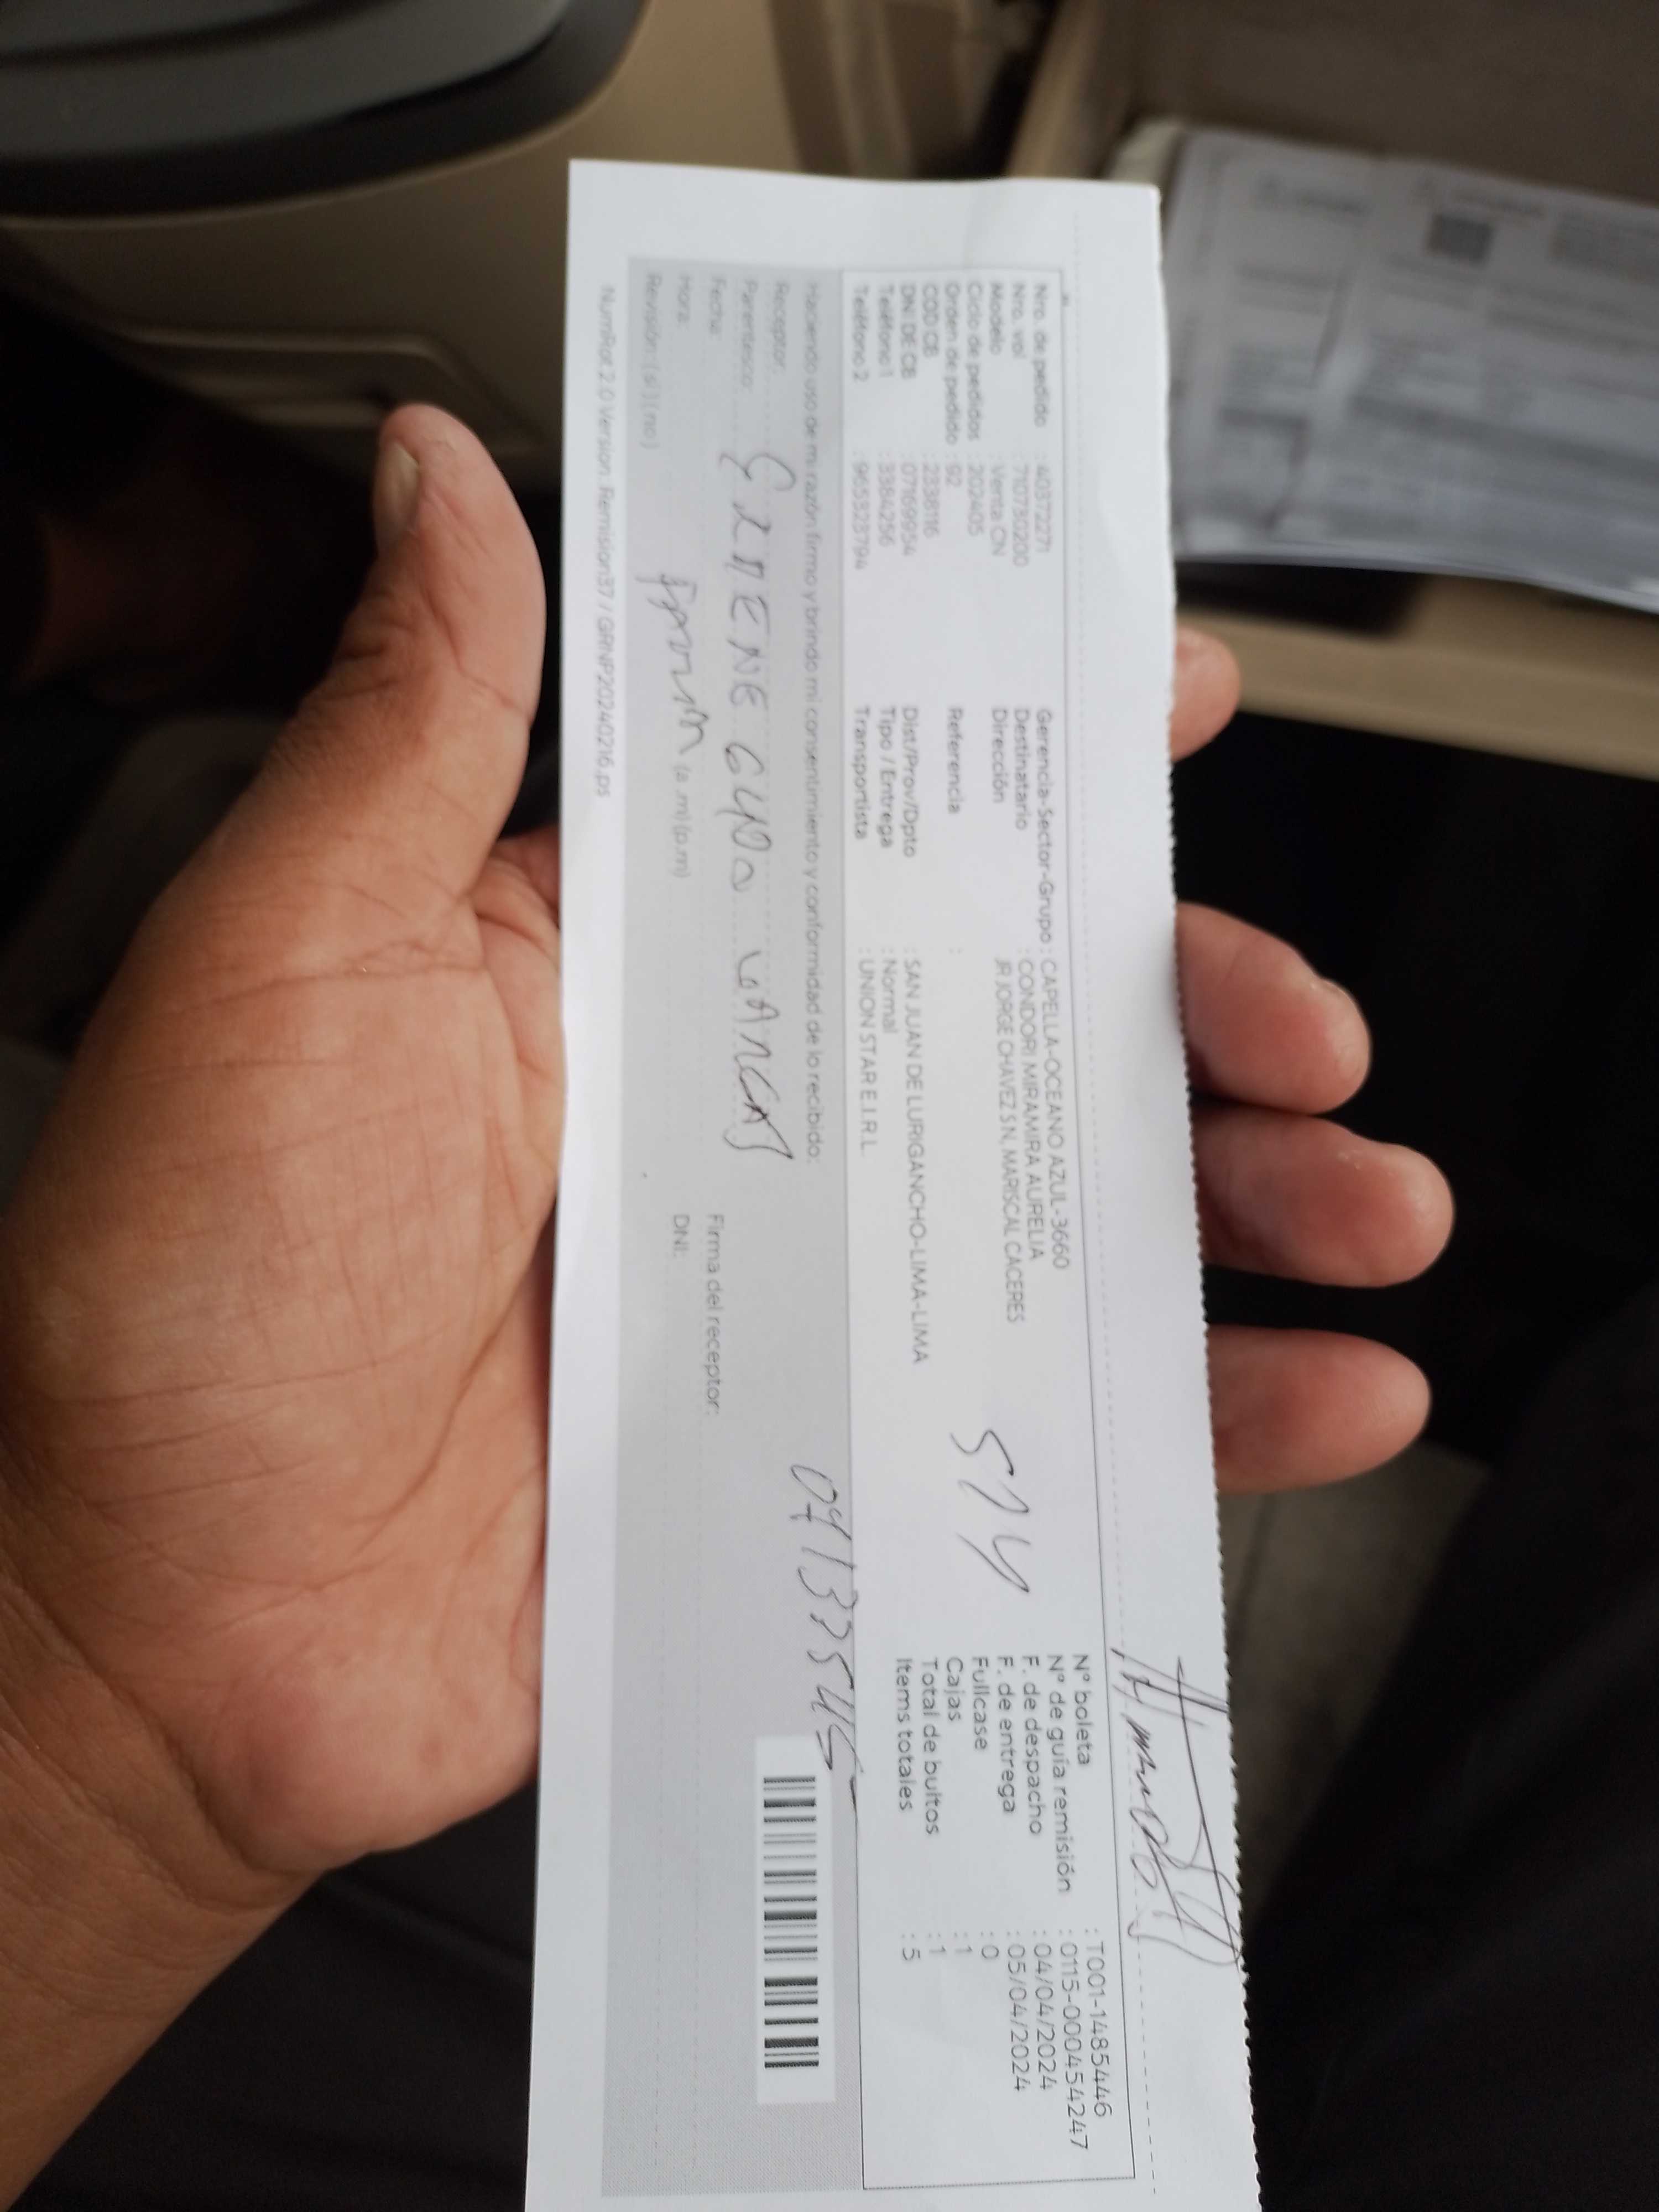 Nro. de pedido : 40372271
Nro. vol : 7107730200
Modelo : Venta CN
Ciclo de pedidos : 202405
Orden de pedido : 92
COD CB : 2338116
DNI DE CB : 07169954
Teléfono 1 : 3384256
Teléfono 2 : 965523794
Gerencia-Sector-Grupo : CAPELLA-OCEANO AZUL-3660
Destinatario : CONDORI MIRAMIRA AURELIA
Dirección JR JORGE CHAVEZ S N, MARISCAL CACERES
Referencia :
Dist/Prov/Dpto : SAN JUAN DE LURIGANCHO-LIMA-LIMA
Tipo / Entrega : Normal
Transportista : UNION STAR E.I.R.L.
N° boleta : T001-1485446
N° de guía remisión : 0115-00454247
F. de despacho : 04/04/2024
F. de entrega : 05/04/2024
Fullcase : 0
Cajas : 1
Total de bultos : 1
Items totales : 5
Haciendo uso de mi razón firmo y brindo mi consentimiento y conformidad de lo recibido:
Receptor:
Parentesco:
Fecha:
Hora: (a.m) (p.m)
Revisión: (si) (no)
Firma del receptor:
DNI:
NumRot 2.0 Version: Remision37 / GRNP20240216.ps